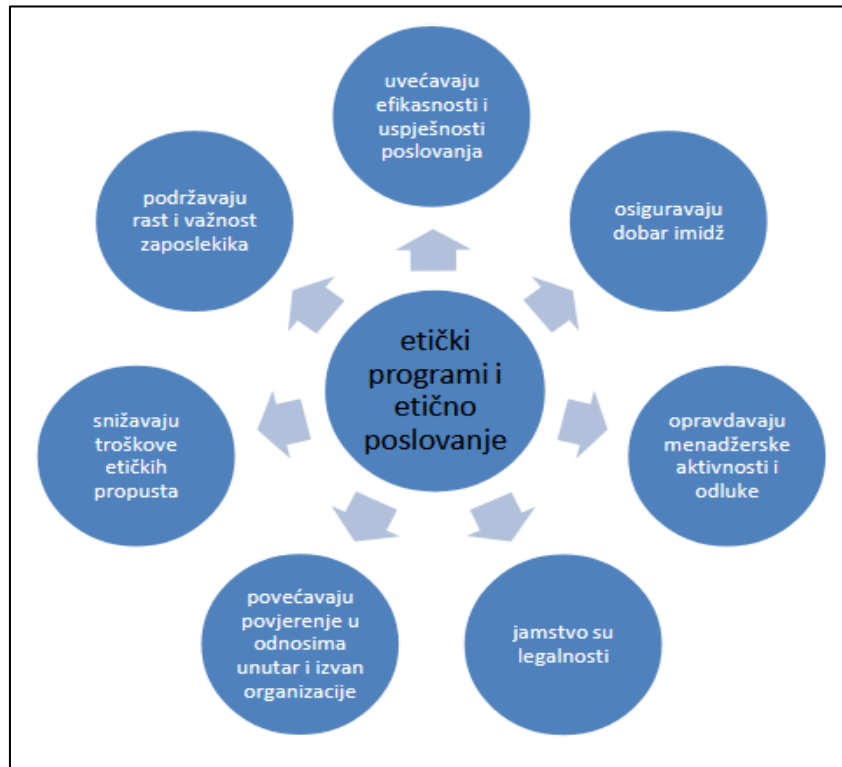 uvećavaju
efikasnosti i
uspješnosti
poslovanja
osiguravaju
dobar imidž
opravdavaju
menadžerske
aktivnosti i
odluke
jamstvo su
legalnosti
povećavaju
povjerenje u
odnosima
unutar i izvan
organizacije
snižavaju
troškove
etičkih
propusta
podržavaju
rast i važnost
zaposlekika
etički
programi i
etično
poslovanje